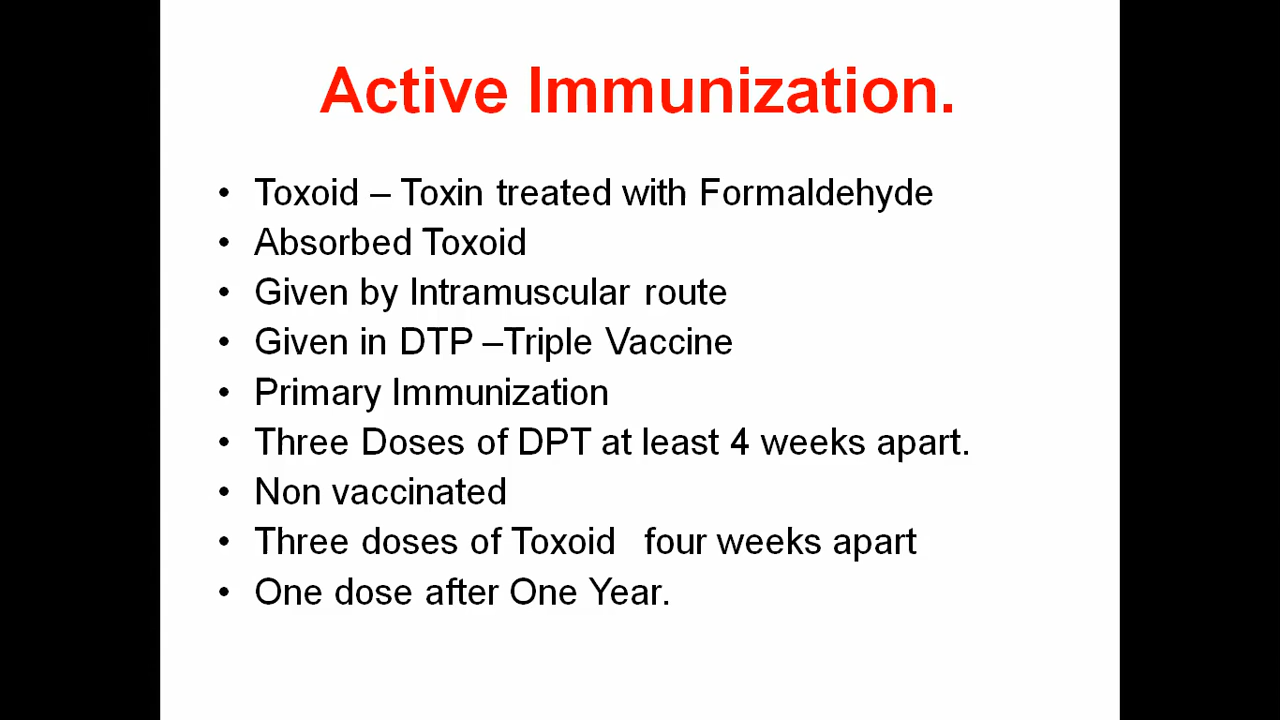 Active Immunization.
• Toxoid – Toxin treated with Formaldehyde
• Absorbed Toxoid
• Given by Intramuscular route
• Given in DTP –Triple Vaccine
• Primary Immunization
• Three Doses of DPT at least 4 weeks apart.
• Non vaccinated
• Three doses of Toxoid   four weeks apart
• One dose after One Year.